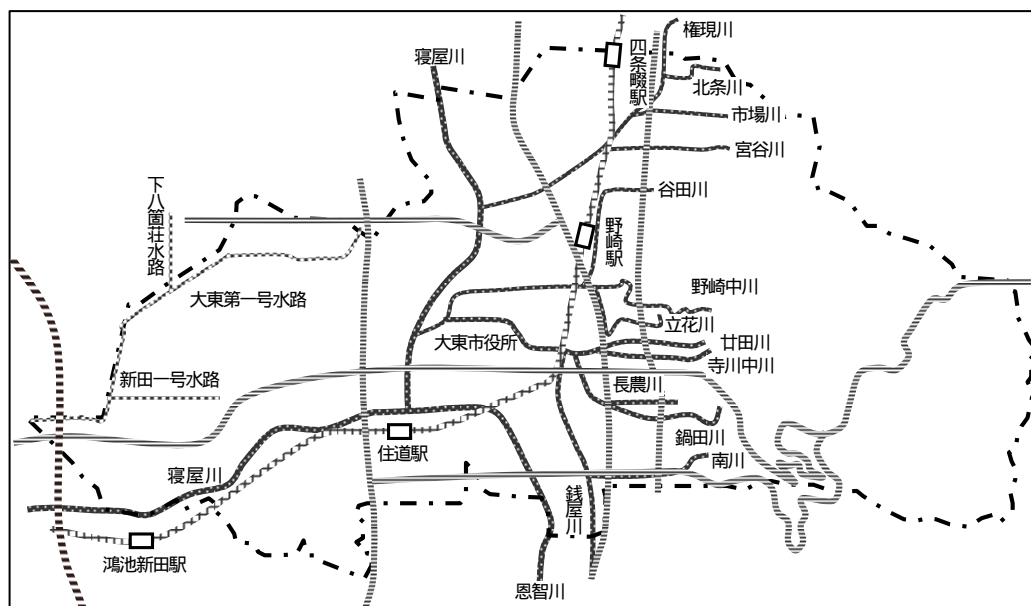 権現川
寝屋川
四条畷駅
北条川
市場川
宮谷川
下八箇荘水路
谷田川
野崎駅
野崎中川
大東第一号水路
立花川
大東市役所
廿田川
寺川中川
新田一号水路
長農川
鍋田川
住道駅
南川
寝屋川
銭屋川
鴻池新田駅
恩智川